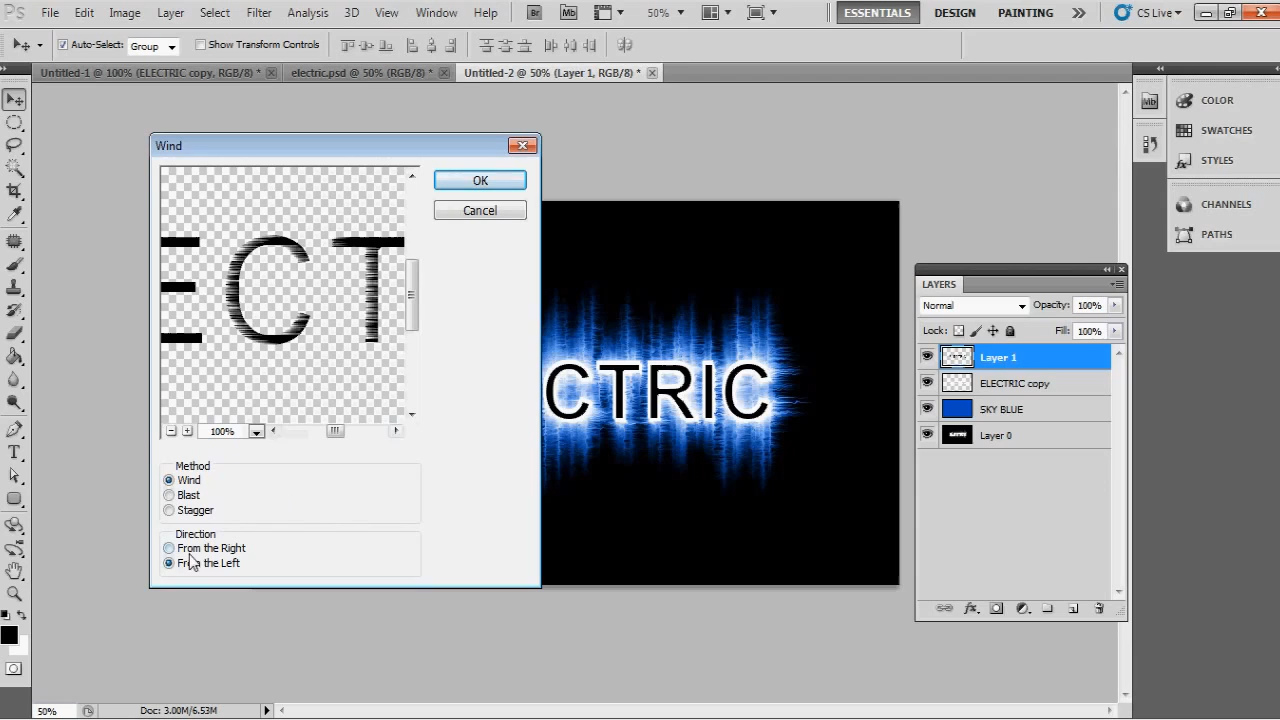 Ps File Edit Image Layer Select Filter Analysis 3D View Window Help Br Mb 50% ESSENTIALS DESIGN PAINTING CS Live
Auto-Select: Group Show Transform Controls
Untitled-1 @ 100% (ELECTRIC copy, RGB/8) * electric.psd @ 50% (RGB/8) * Untitled-2 @ 50% (Layer 1, RGB/8) *
Wind
OK
Cancel
ECT
100%
Method
Wind
Blast
Stagger
Direction
From the Right
From the Left
CTRIC
Mb
COLOR
SWATCHES
STYLES
CHANNELS
PATHS
LAYERS
Normal Opacity: 100%
Lock: Fill: 100%
Layer 1
ELECTRIC copy
SKY BLUE
Layer 0
fx
T
50% Doc: 3.00M/6.53M